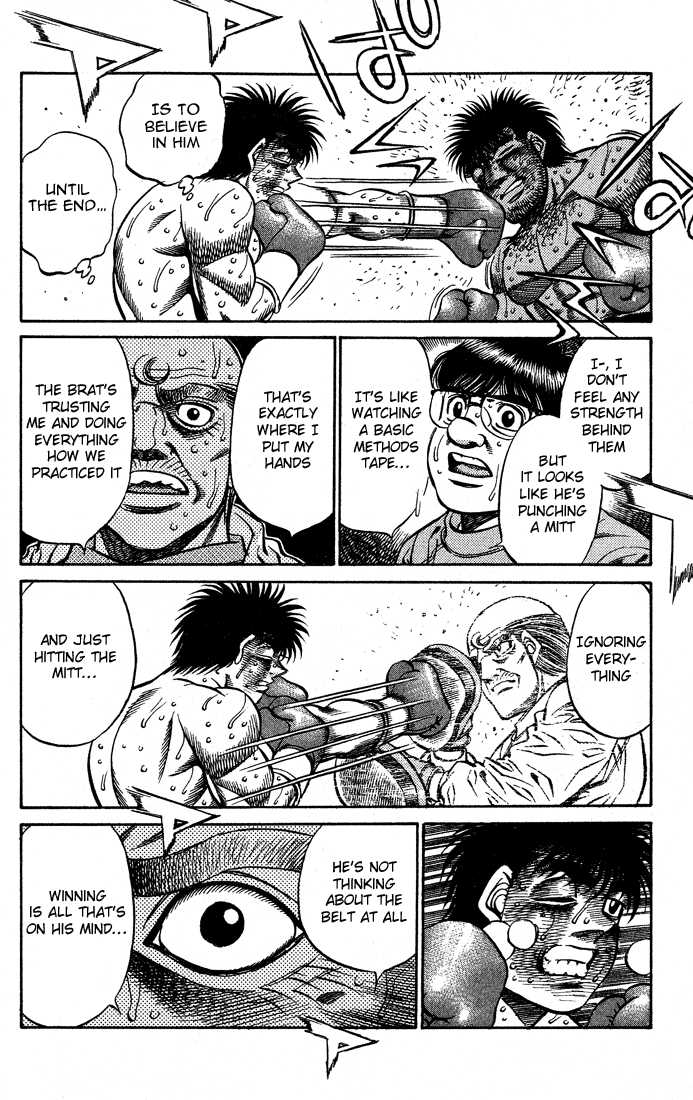 IS TO
BELIEVE
IN HIM
UNTIL
THE END...
I-, I
DON'T
FEEL ANY
STRENGTH
BEHIND
THEM
BUT
IT LOOKS
LIKE HE'S
PUNCHING
A MITT
IT'S LIKE
WATCHING
A BASIC
METHODS
TAPE...
THAT'S
EXACTLY
WHERE I
PUT MY
HANDS
THE BRAT'S
TRUSTING
ME AND DOING
EVERYTHING
HOW WE
PRACTICED IT
IGNORING
EVERY-
THING
AND JUST
HITTING THE
MITT...
HE'S NOT
THINKING
ABOUT THE
BELT AT ALL
WINNING
IS ALL THAT'S
ON HIS MIND...